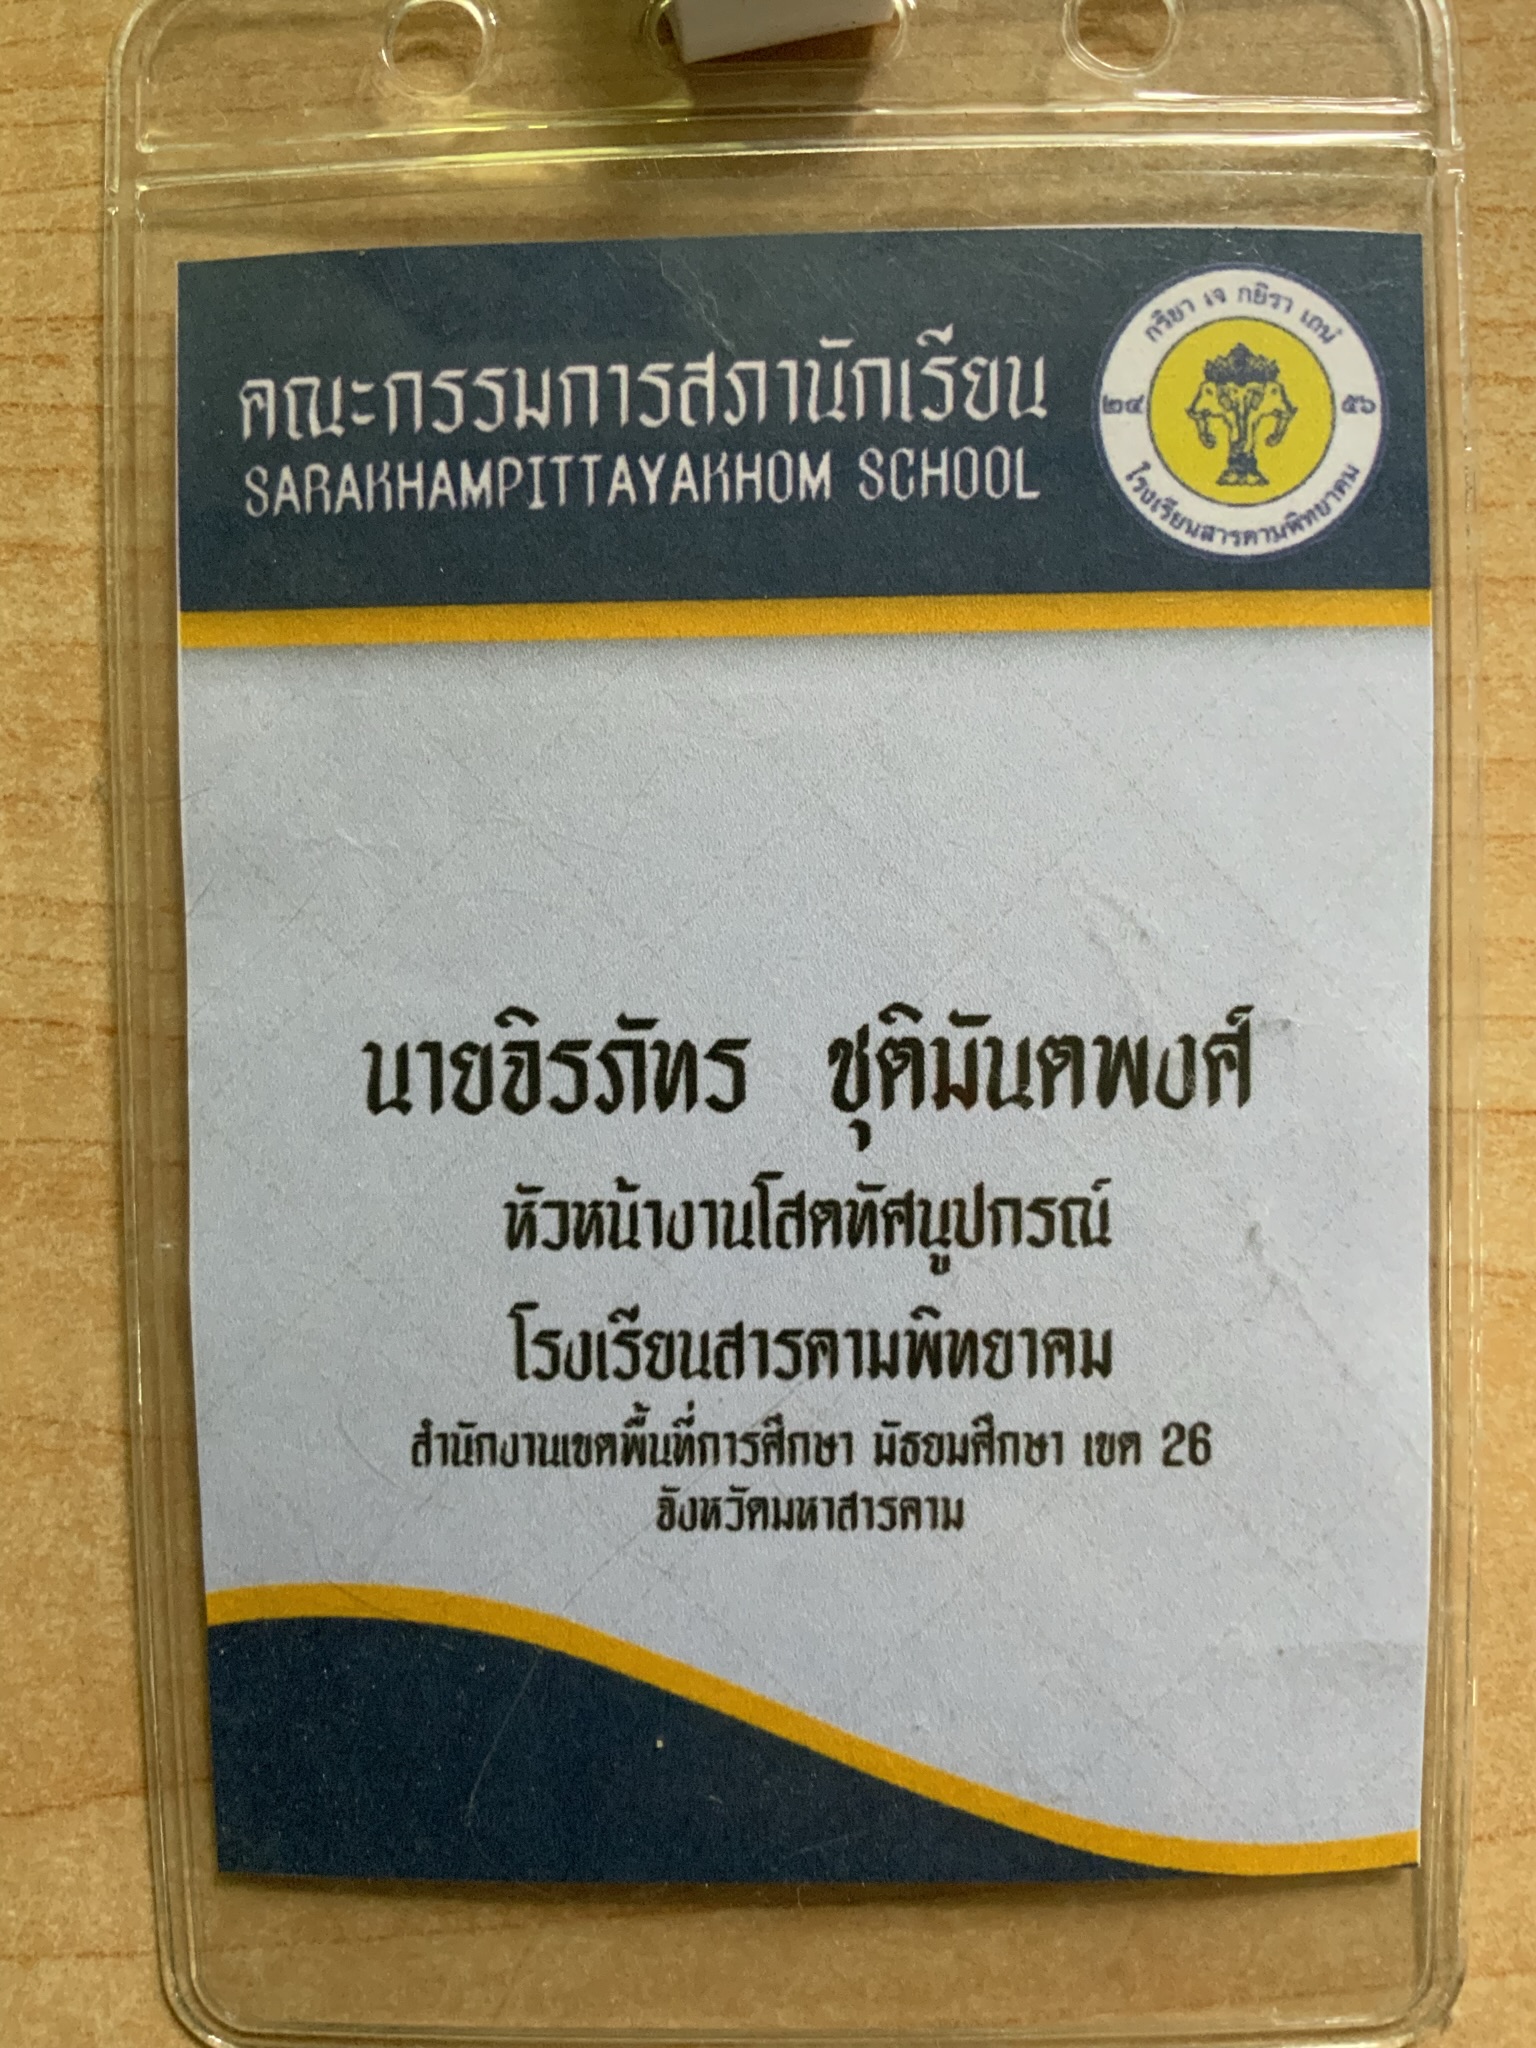 คณะกรรมการสภานักเรียน
SARAKHAMPITTAYAKHOM SCHOOL
กริยา เจ กยิรา เถนํ
๒๔ ๕๖
โรงเรียนสารคามพิทยาคม
นายจิรภัทร ชุติมันตพงศ์
หัวหน้างานโสตทัศนูปกรณ์
โรงเรียนสารคามพิทยาคม
สำนักงานเขตพื้นที่การศึกษา มัธยมศึกษา เขต 26
จังหวัดมหาสารคาม